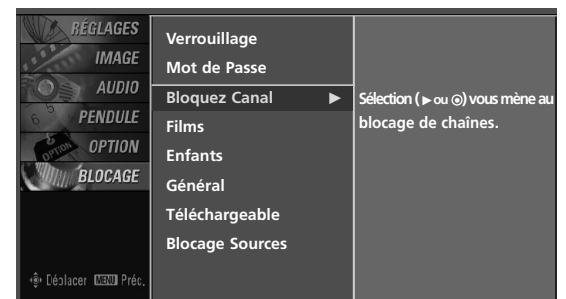 RÉGLAGES
IMAGE
AUDIO
PENDULE
OPTION
BLOCAGE
Déplacer MENU Préc.
Verrouillage
Mot de Passe
Bloquez Canal ►
Films
Enfants
Général
Téléchargeable
Blocage Sources
Sélection ( ► ou ◉) vous mène au
blocage de chaînes.